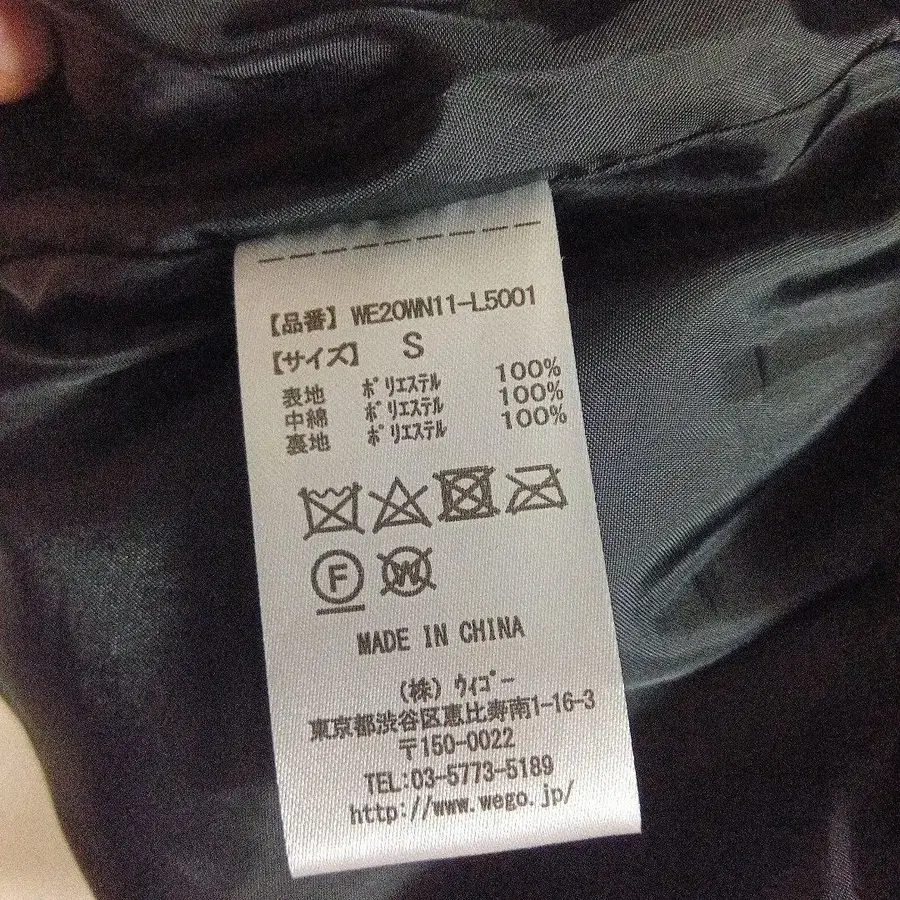 【品番】 WE20WN11-L5001
【サイズ】 S
表地 ﾎﾟﾘｴｽﾃﾙ 100%
中綿 ﾎﾟﾘｴｽﾃﾙ 100%
裏地 ﾎﾟﾘｴｽﾃﾙ 100%
F W
MADE IN CHINA
(株) ｳｨｺﾞｰ
東京都渋谷区恵比寿南1-16-3
〒150-0022
TEL:03-5773-5189
http://www.wego.jp/